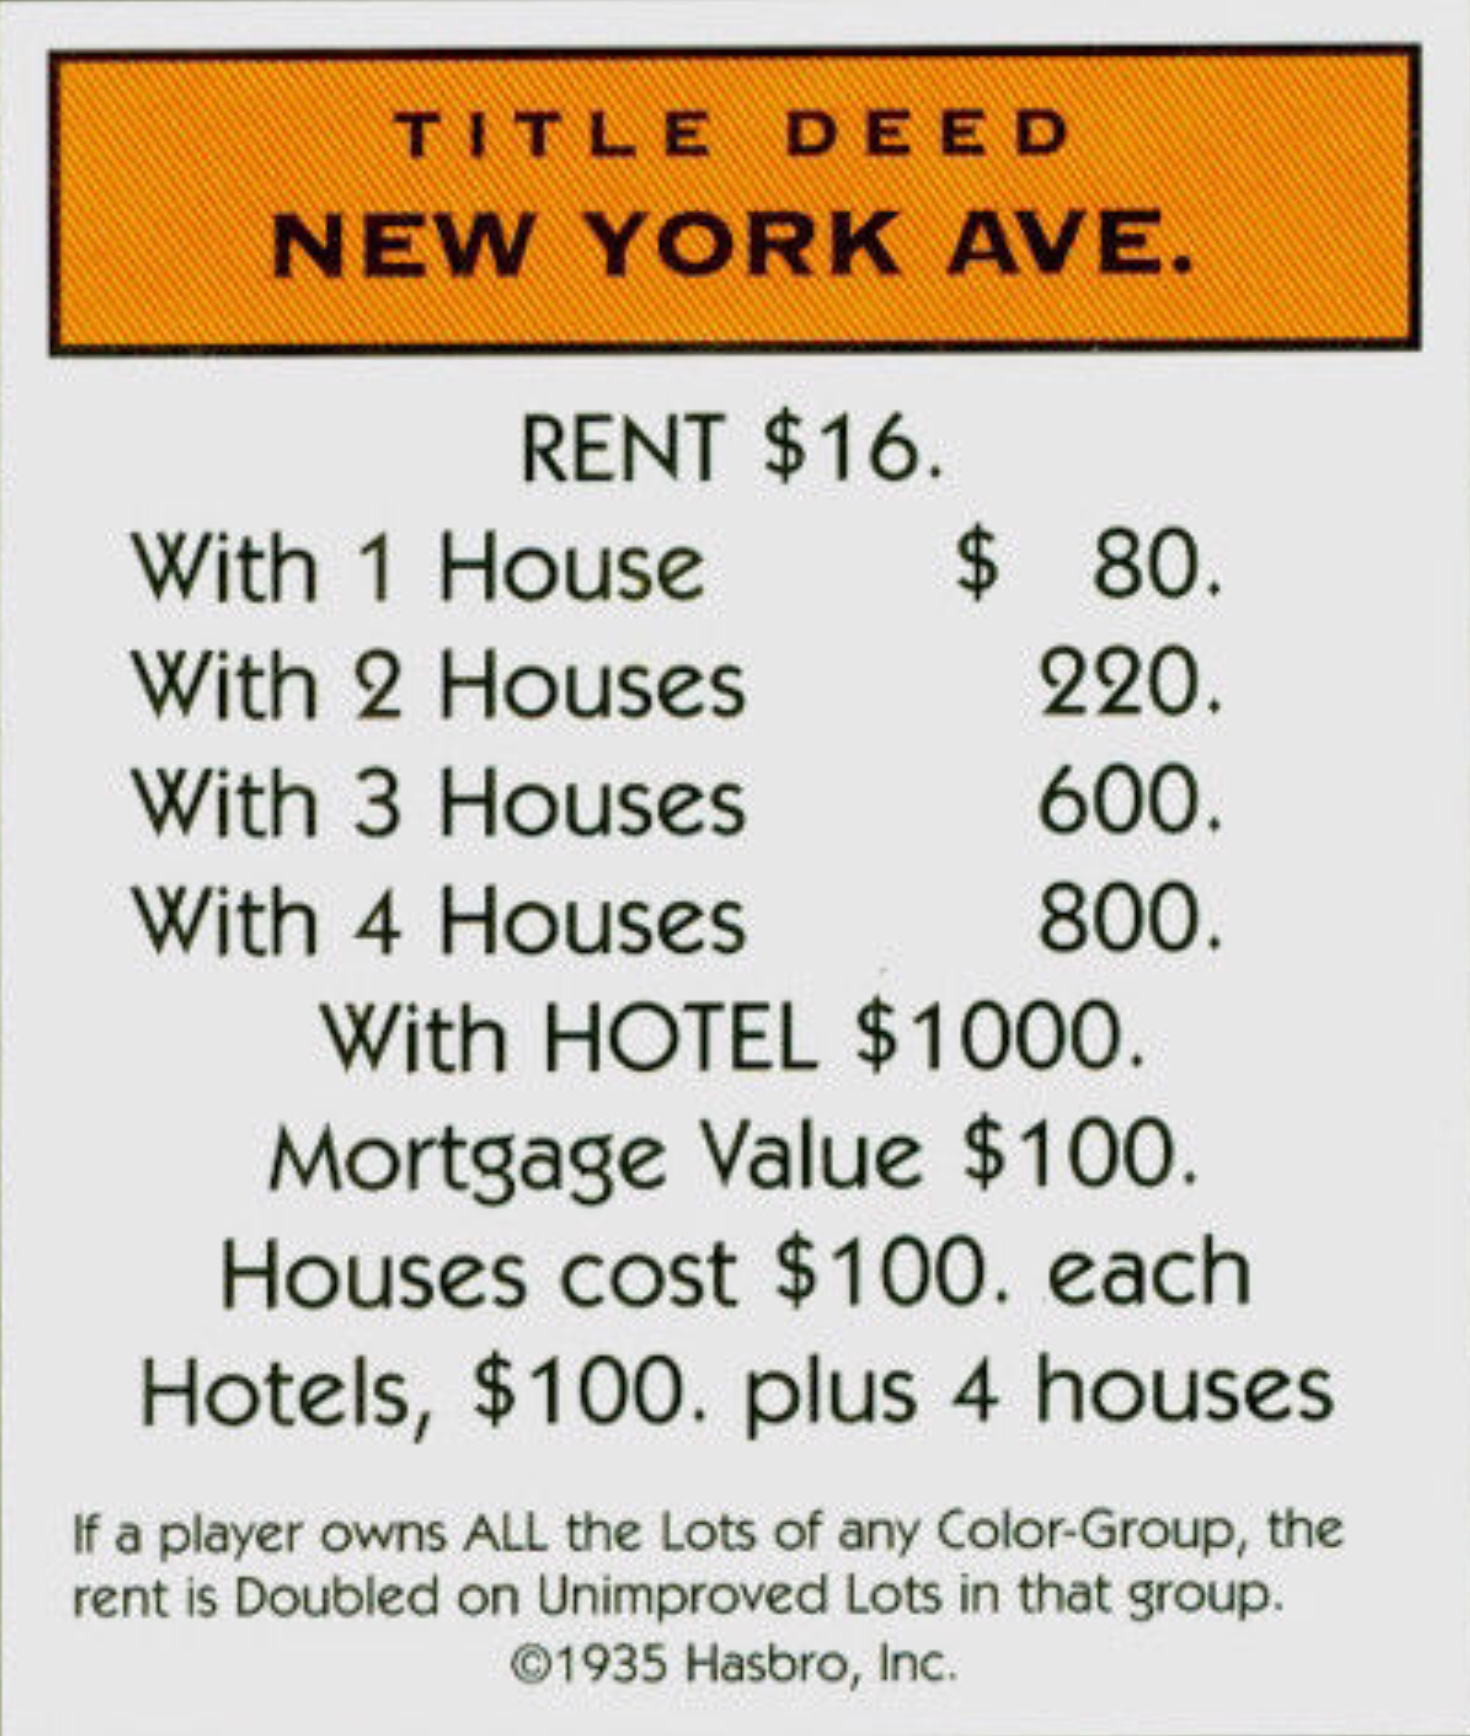 TITLE DEED
NEW YORK AVE.
RENT $16.
With 1 House $ 80.
With 2 Houses 220.
With 3 Houses 600.
With 4 Houses 800.
With HOTEL $1000.
Mortgage Value $100.
Houses cost $100. each
Hotels, $100. plus 4 houses
If a player owns ALL the Lots of any Color-Group, the
rent is Doubled on Unimproved Lots in that group.
©1935 Hasbro, Inc.